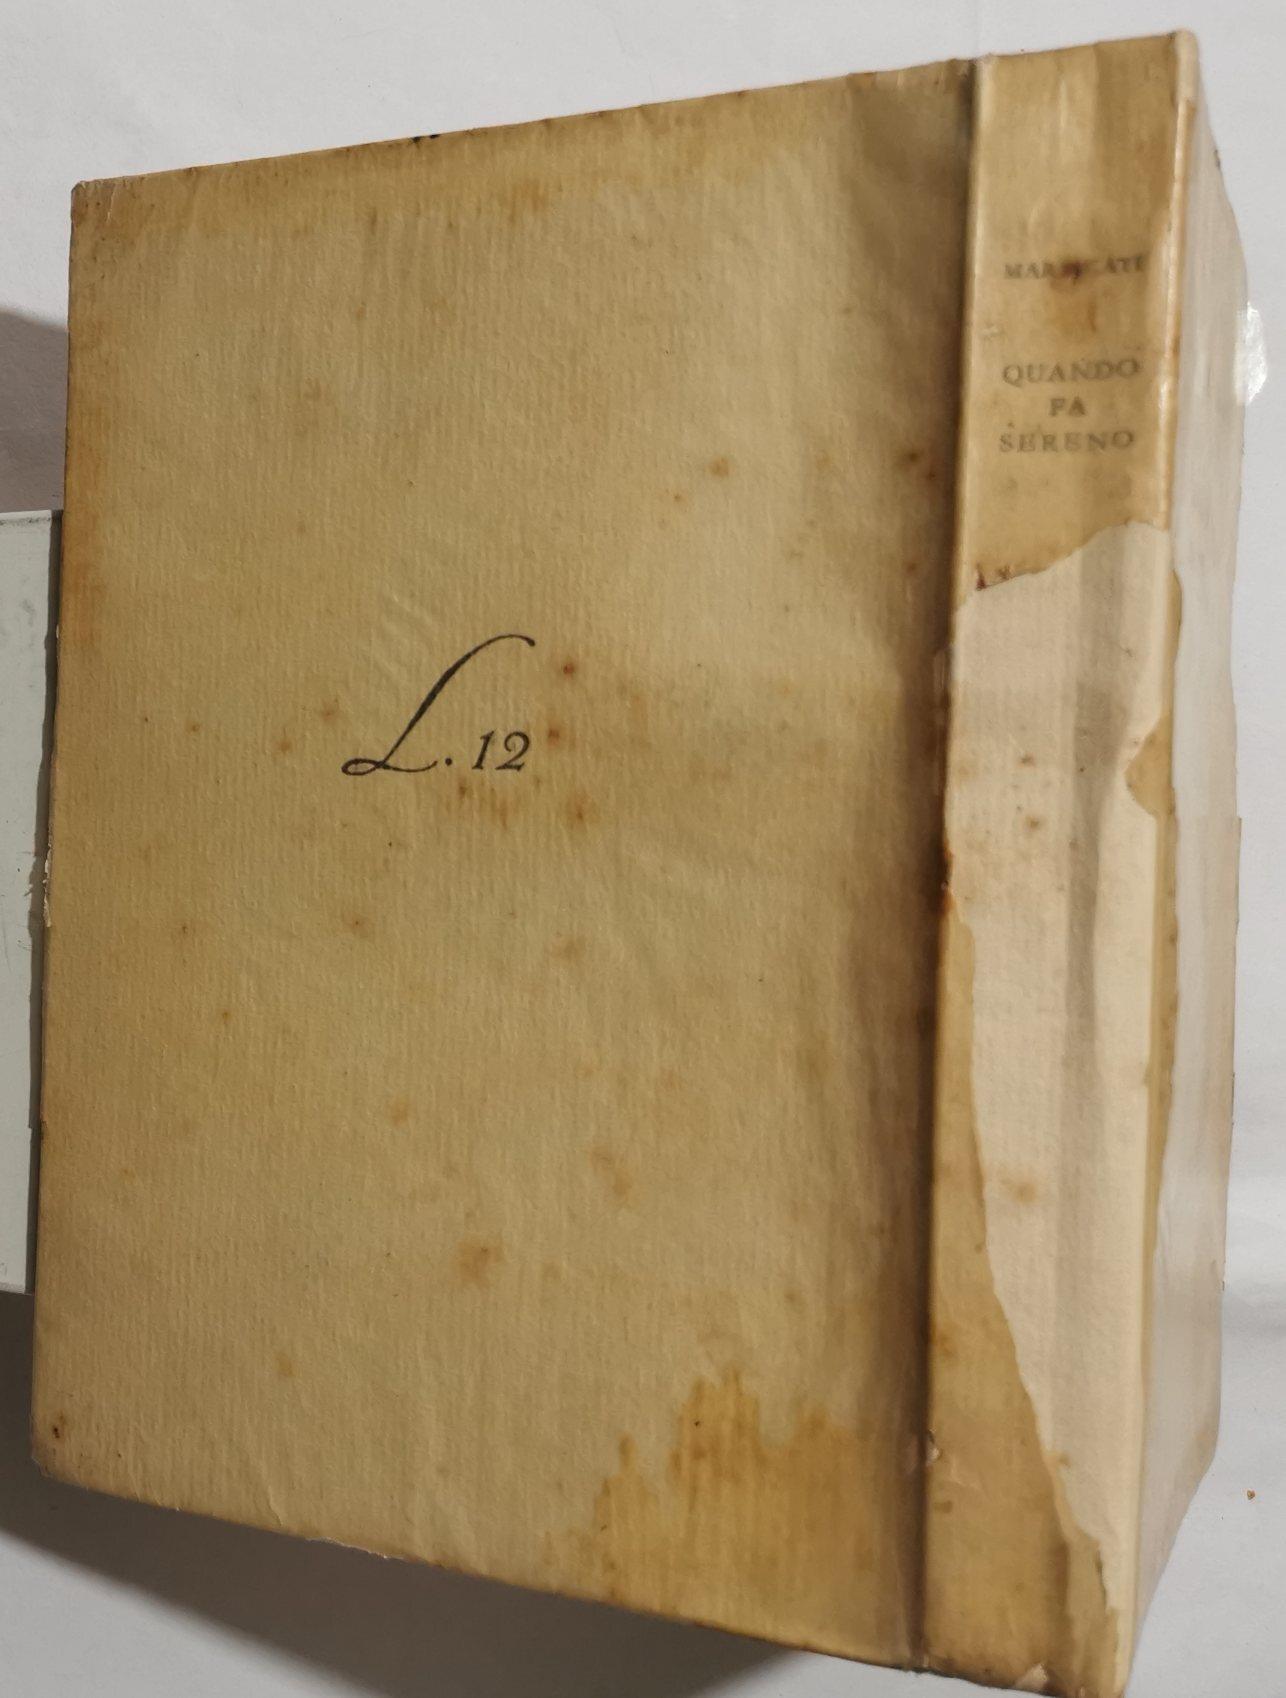 L. 12
QUANDO
FA
SERENO